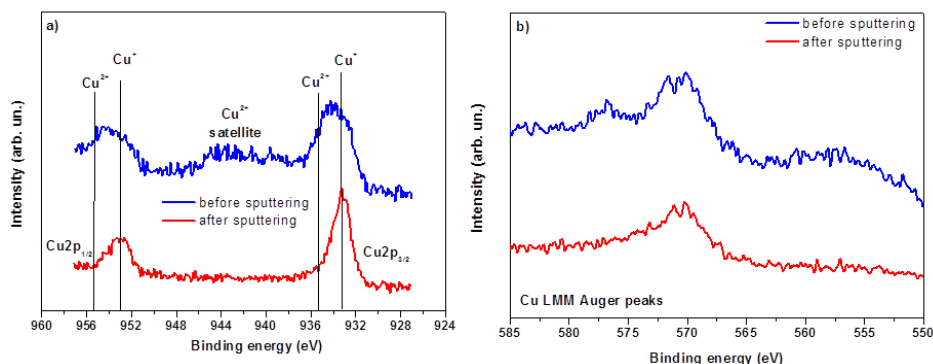 a)
Cu²⁺
Cu⁺
Cu²⁺
satellite
Cu²⁺
Cu⁺
before sputtering
after sputtering
Cu2p₁/₂
Cu2p₃/₂
Intensity (arb. un.)
960 956 952 948 944 940 936 932 928 924
Binding energy (eV)
b)
before sputtering
after sputtering
Cu LMM Auger peaks
Intensity (arb. un.)
585 580 575 570 565 560 555 550
Binding energy (eV)